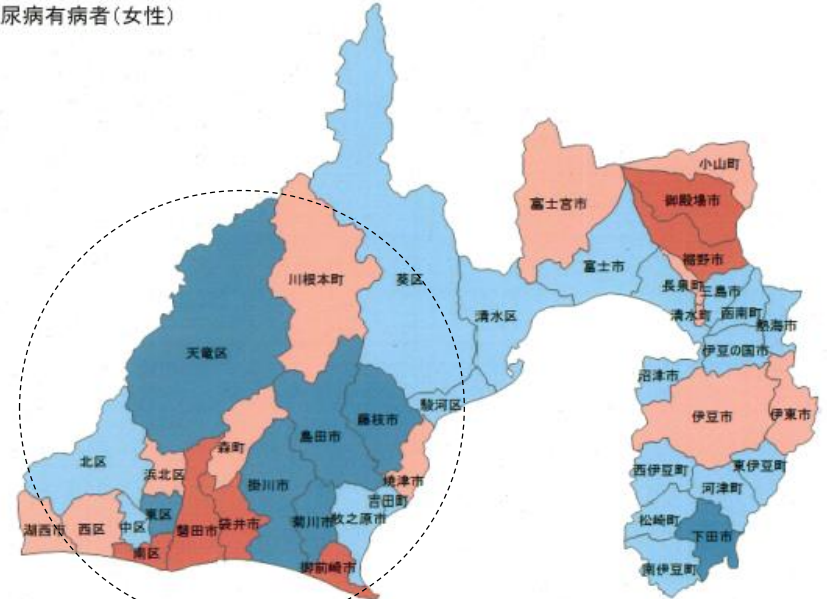 尿病有病者(女性)
小山町
富士宮市
御殿場市
裾野市
川根本町
葵区
富士市
長泉町
三島市
清水区
清水町
函南町
熱海市
天竜区
伊豆の国市
沼津市
駿河区
藤枝市
伊豆市
伊東市
島田市
森町
北区
浜北区
掛川市
焼津市
吉田町
西伊豆町
東伊豆町
河津町
湖西市
西区
中区
東区
磐田市
袋井市
菊川市
牧之原市
松崎町
下田市
南区
御前崎市
南伊豆町